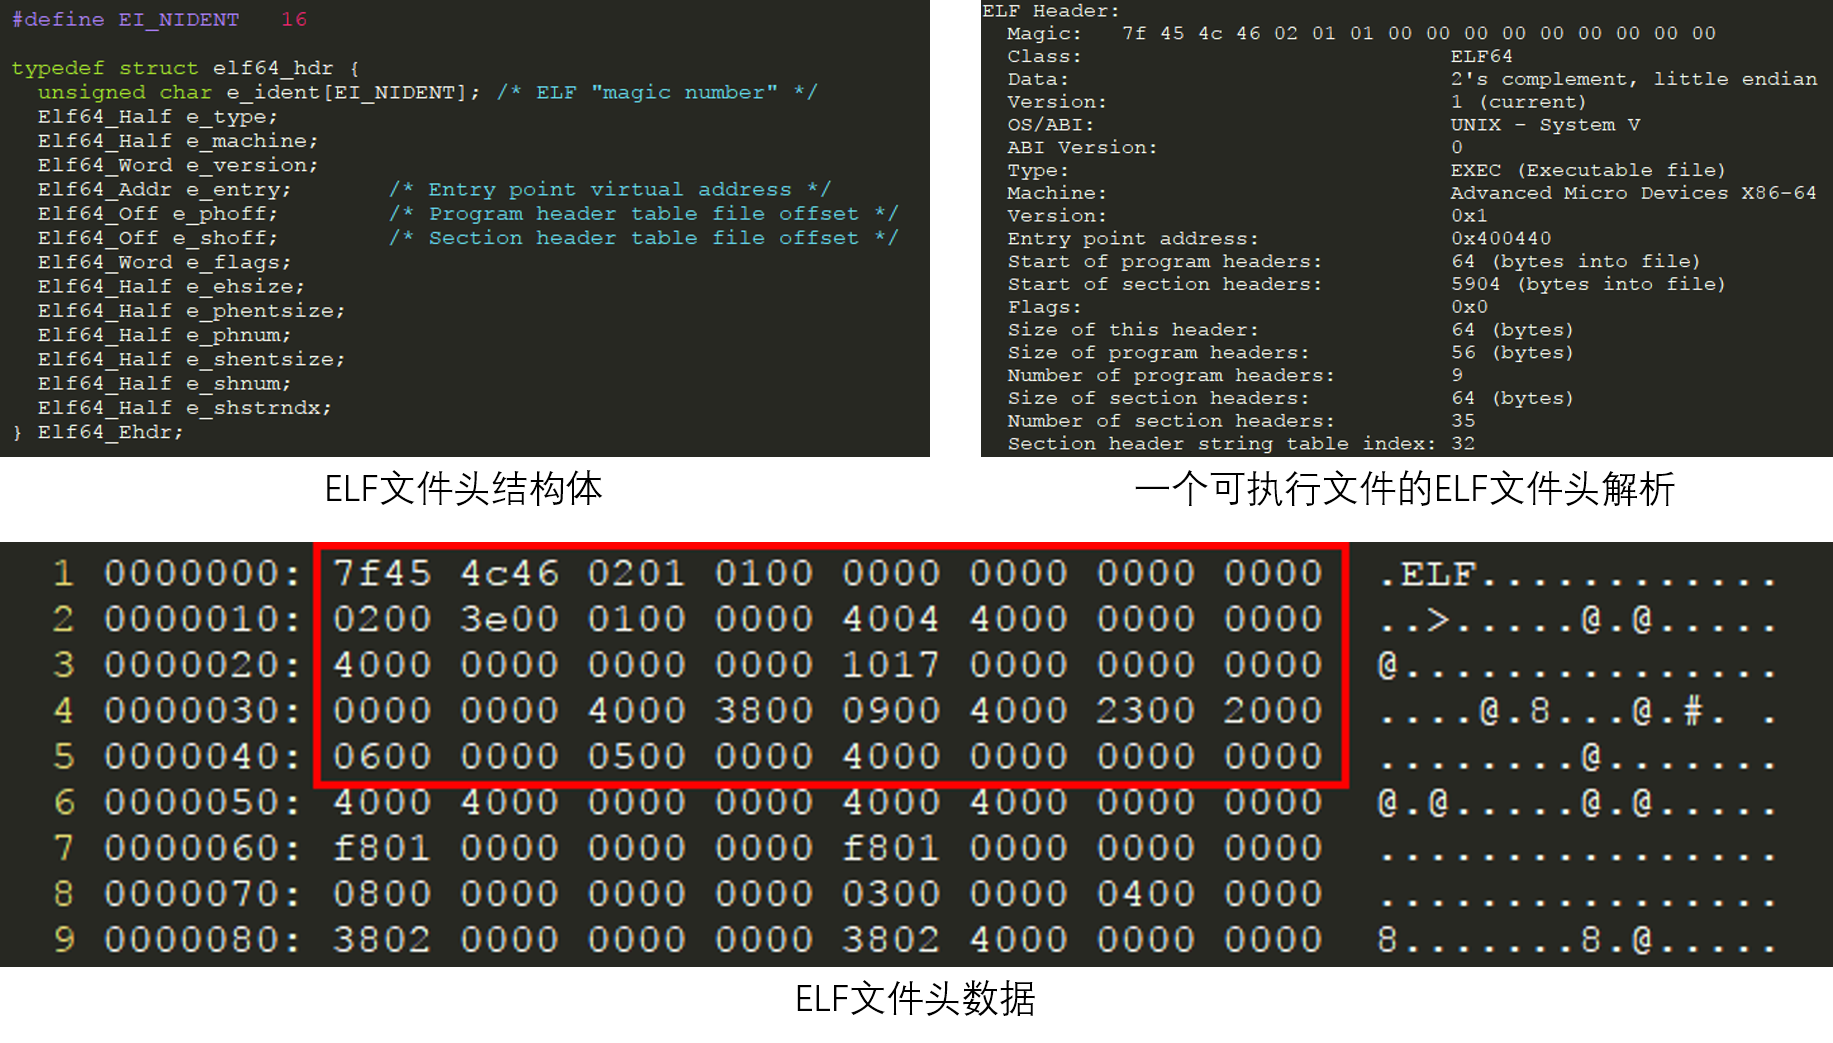 #define EI_NIDENT 16
typedef struct elf64_hdr {
unsigned char e_ident[EI_NIDENT]; /* ELF "magic number" */
Elf64_Half e_type;
Elf64_Half e_machine;
Elf64_Word e_version;
Elf64_Addr e_entry; /* Entry point virtual address */
Elf64_Off e_phoff; /* Program header table file offset */
Elf64_Off e_shoff; /* Section header table file offset */
Elf64_Word e_flags;
Elf64_Half e_ehsize;
Elf64_Half e_phentsize;
Elf64_Half e_phnum;
Elf64_Half e_shentsize;
Elf64_Half e_shnum;
Elf64_Half e_shstrndx;
} Elf64_Ehdr;
ELF文件头结构体
ELF Header:
Magic: 7f 45 4c 46 02 01 01 00 00 00 00 00 00 00 00 00
Class: ELF64
Data: 2's complement, little endian
Version: 1 (current)
OS/ABI: UNIX - System V
ABI Version: 0
Type: EXEC (Executable file)
Machine: Advanced Micro Devices X86-64
Version: 0x1
Entry point address: 0x400440
Start of program headers: 64 (bytes into file)
Start of section headers: 5904 (bytes into file)
Flags: 0x0
Size of this header: 64 (bytes)
Size of program headers: 56 (bytes)
Number of program headers: 9
Size of section headers: 64 (bytes)
Number of section headers: 35
Section header string table index: 32
一个可执行文件的ELF文件头解析
1 0000000: 7f45 4c46 0201 0100 0000 0000 0000 0000 .ELF............
2 0000010: 0200 3e00 0100 0000 4004 4000 0000 0000 ..>.....@.@.....
3 0000020: 4000 0000 0000 0000 1017 0000 0000 0000 @...............
4 0000030: 0000 0000 4000 3800 0900 4000 2300 2000 ....@.8...@.#. .
5 0000040: 0600 0000 0500 0000 4000 0000 0000 0000 ........@.......
6 0000050: 4000 4000 0000 0000 4000 4000 0000 0000 @.@.....@.@.....
7 0000060: f801 0000 0000 0000 f801 0000 0000 0000 ................
8 0000070: 0800 0000 0000 0000 0300 0000 0400 0000 ................
9 0000080: 3802 0000 0000 0000 3802 4000 0000 0000 8.......8.@.....
ELF文件头数据